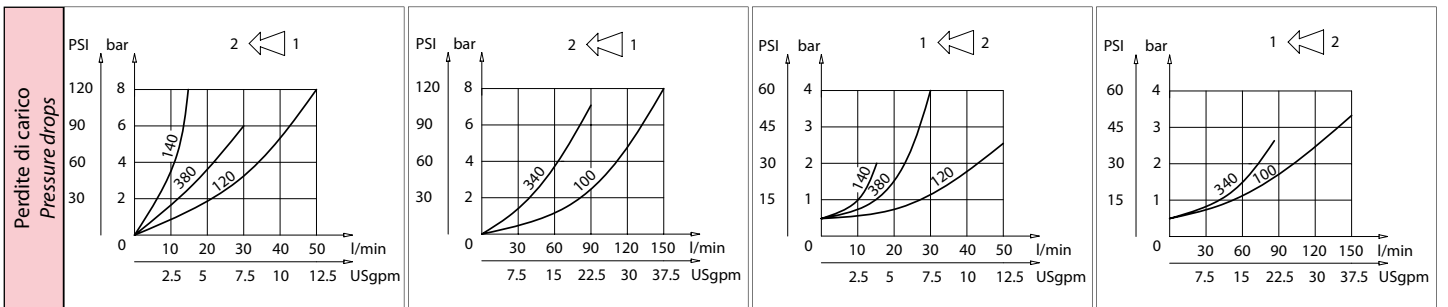 Perdite di carico
Pressure drops
PSI bar 2 1
120 8
90 6
60 4
30 2
0
140
380
120
10 20 30 40 50 l/min
2.5 5 7.5 10 12.5 USgpm
PSI bar 2 1
120 8
90 6
60 4
30 2
0
340
100
30 60 90 120 150 l/min
7.5 15 22.5 30 37.5 USgpm
PSI bar 1 2
60 4
45 3
30 2
15 1
0
140
380
120
10 20 30 40 50 l/min
2.5 5 7.5 10 12.5 USgpm
PSI bar 1 2
60 4
45 3
30 2
15 1
0
340
100
30 60 90 120 150 l/min
7.5 15 22.5 30 37.5 USgpm